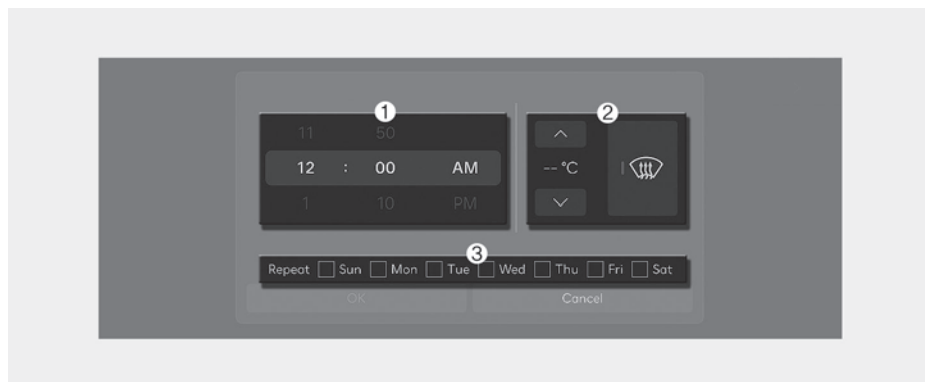 1
2
11 50
12 : 00 AM
1 10 PM
-- °C
3
Repeat Sun Mon Tue Wed Thu Fri Sat
OK Cancel